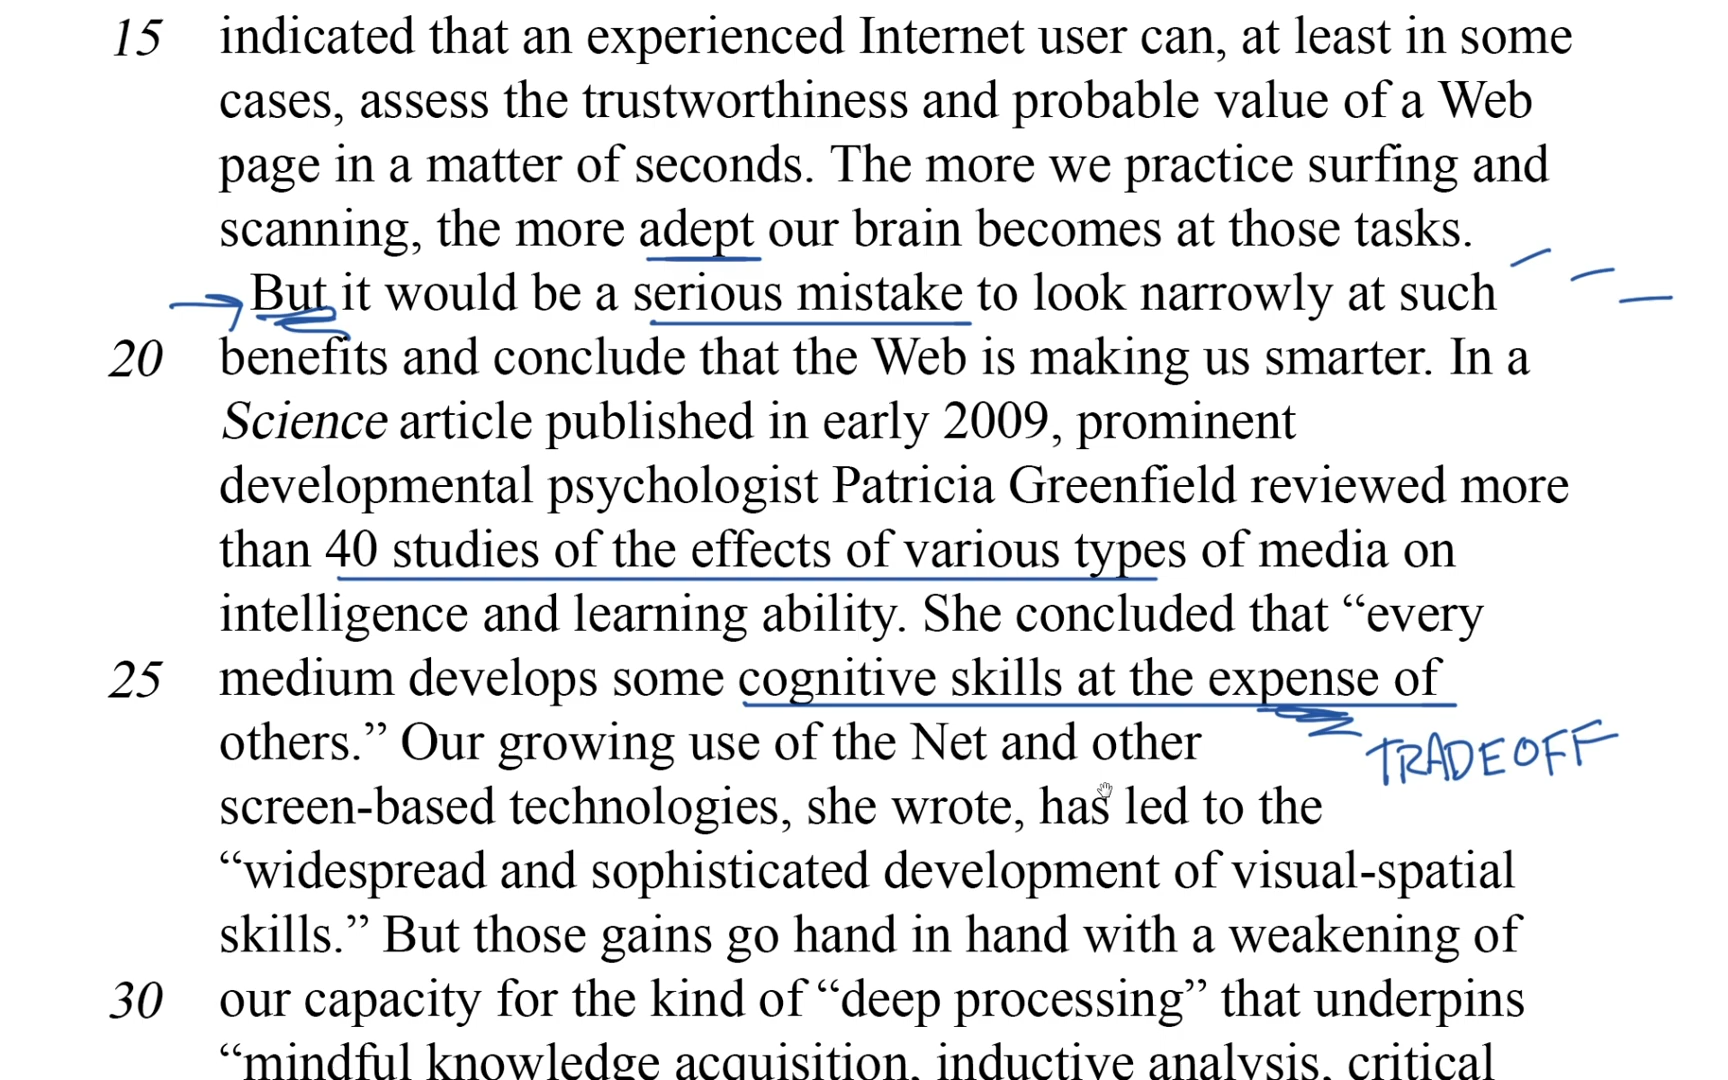 15 indicated that an experienced Internet user can, at least in some
cases, assess the trustworthiness and probable value of a Web
page in a matter of seconds. The more we practice surfing and
scanning, the more adept our brain becomes at those tasks.
But it would be a serious mistake to look narrowly at such
20 benefits and conclude that the Web is making us smarter. In a
Science article published in early 2009, prominent
developmental psychologist Patricia Greenfield reviewed more
than 40 studies of the effects of various types of media on
intelligence and learning ability. She concluded that “every
25 medium develops some cognitive skills at the expense of
others.” Our growing use of the Net and other
TRADEOFF
screen-based technologies, she wrote, has led to the
“widespread and sophisticated development of visual-spatial
skills.” But those gains go hand in hand with a weakening of
30 our capacity for the kind of “deep processing” that underpins
“mindful knowledge acquisition, inductive analysis, critical